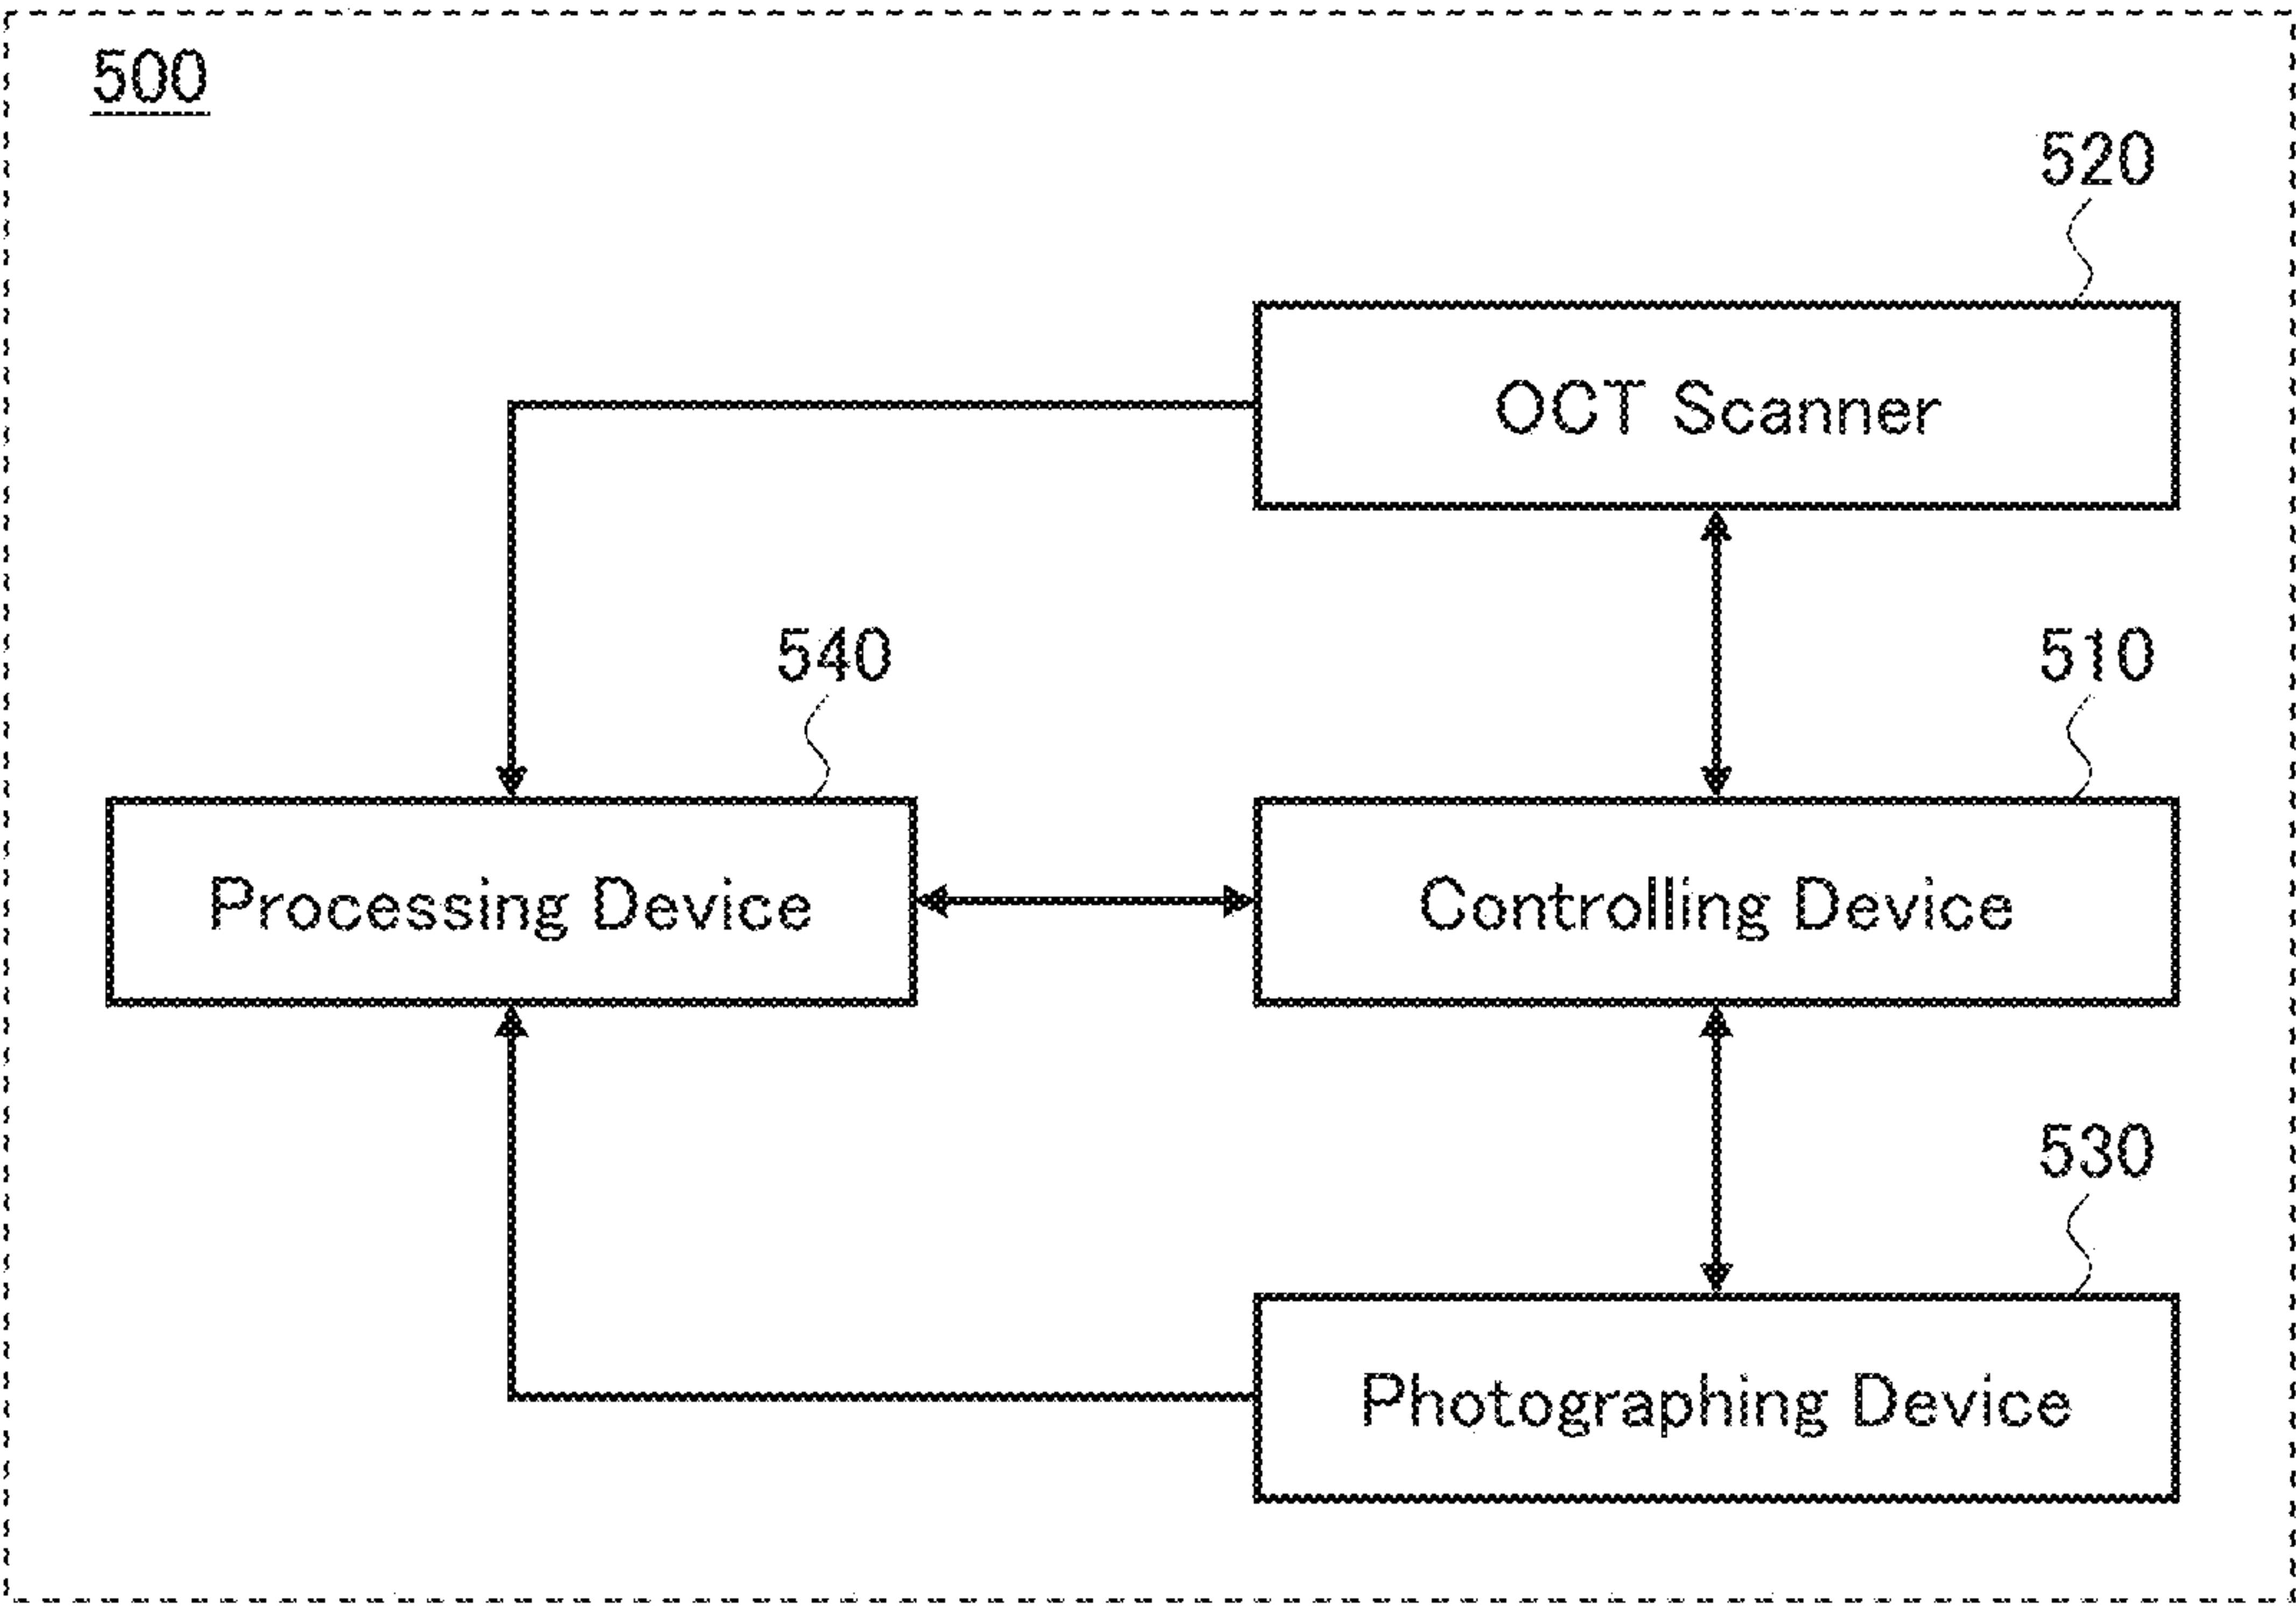 500
520
OCT Scanner
540
510
Processing Device
Controlling Device
530
Photographing Device